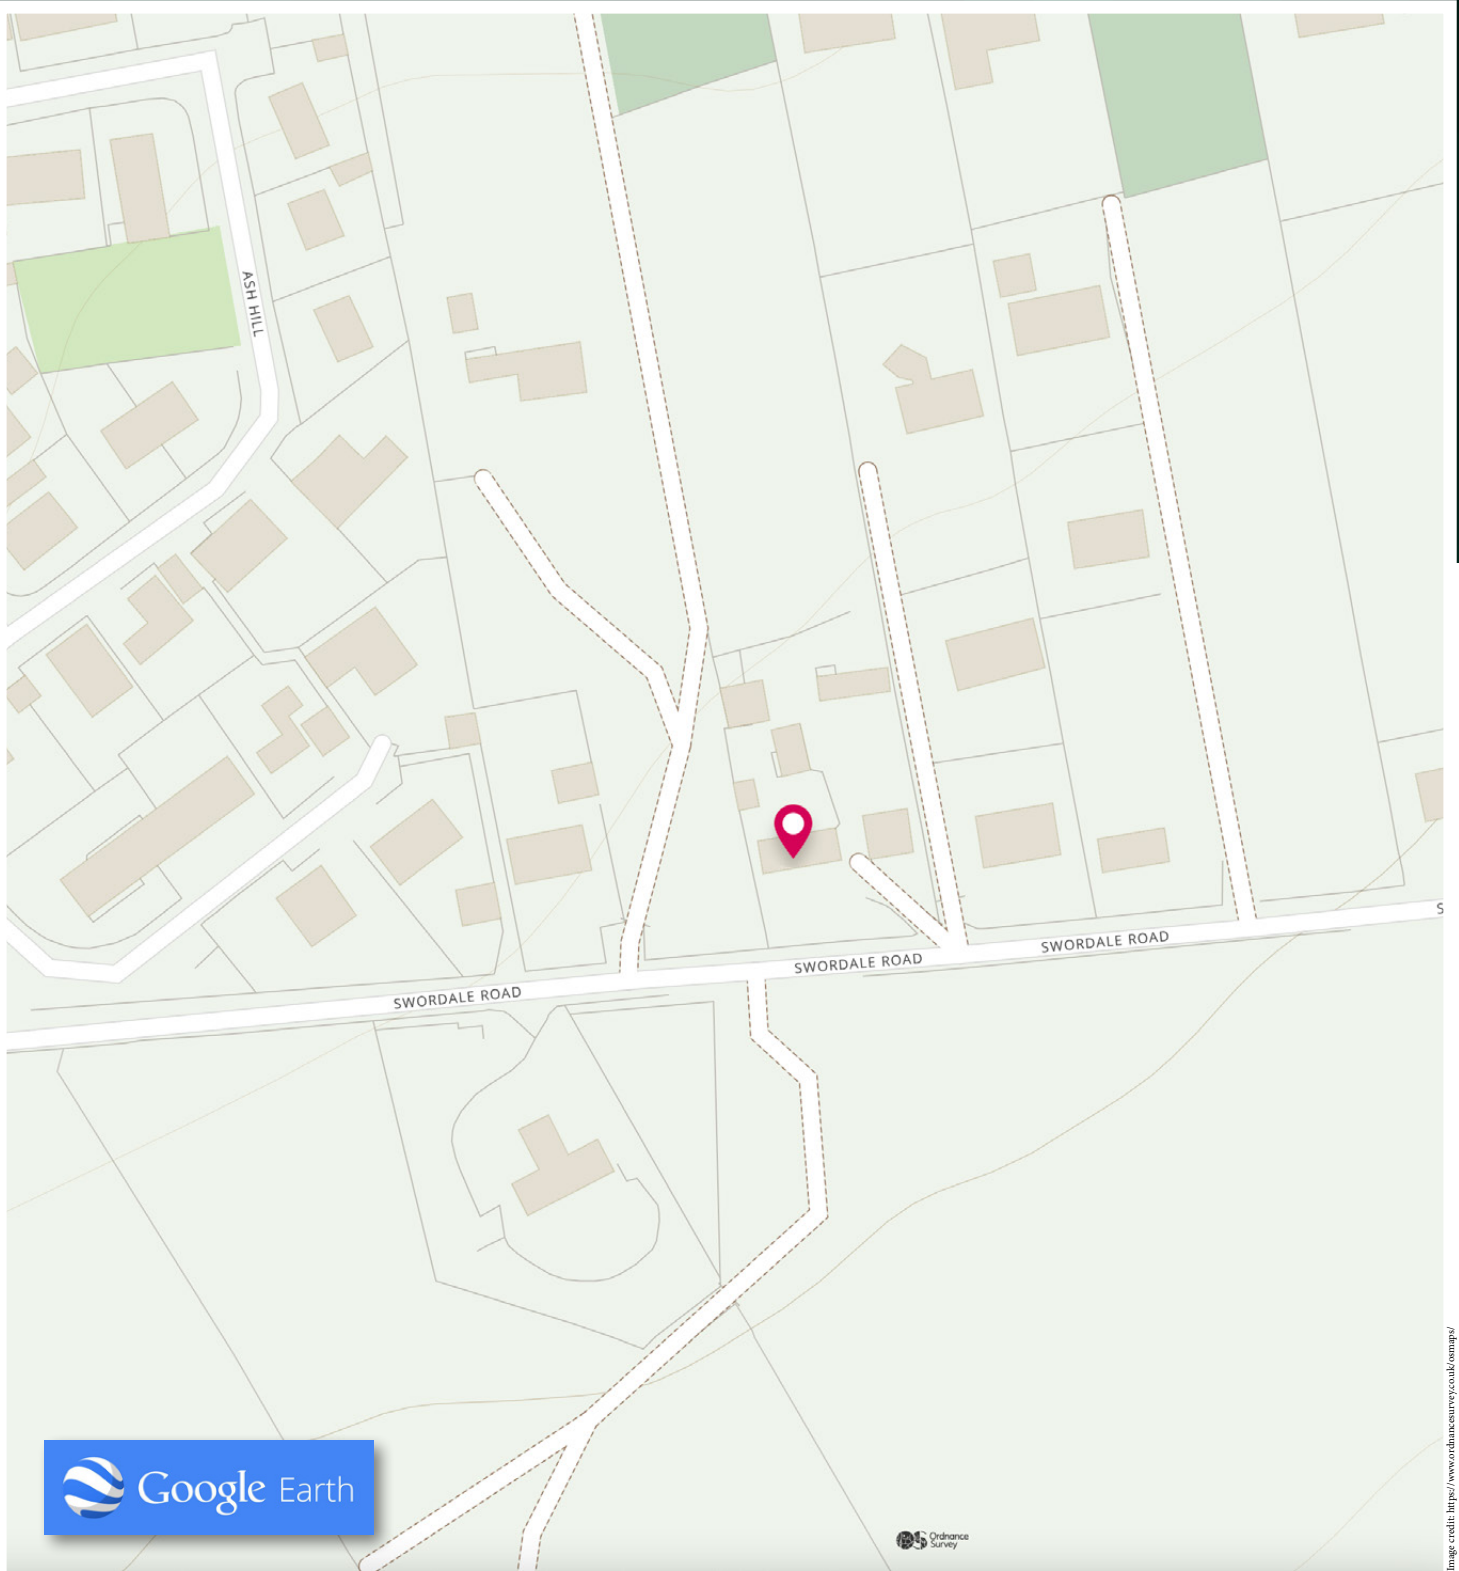 ASH HILL
SWORDALE ROAD
S
SWORDALE ROAD
SWORDALE ROAD
Google Earth
Ordnance
Survey
Image credit: https://www.ordnancesurvey.co.uk/osmaps/